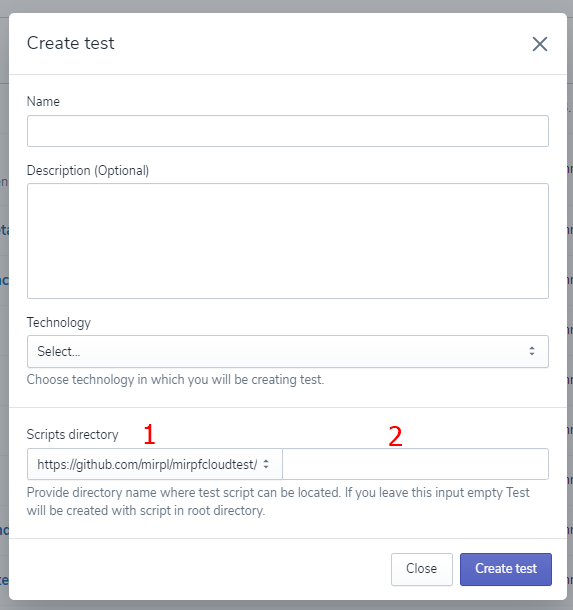 Create test
Name
Description (Optional)
Technology
Select...
Choose technology in which you will be creating test.
Scripts directory
1
2
https://github.com/mirpl/mirpfcloudtest/
Provide directory name where test script can be located. If you leave this input empty Test
will be created with script in root directory.
Close
Create test